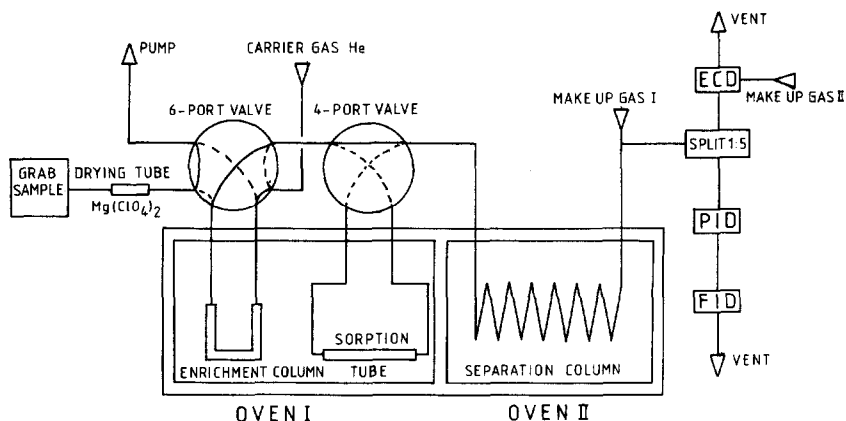 PUMP
CARRIER GAS He
VENT
ECD
MAKE UP GAS II
6-PORT VALVE
4-PORT VALVE
MAKE UP GAS I
SPLIT 1:5
GRAB
SAMPLE
DRYING TUBE
Mg(ClO4)2
PID
SORPTION
TUBE
ENRICHMENT COLUMN
SEPARATION COLUMN
FID
VENT
OVEN I
OVEN II